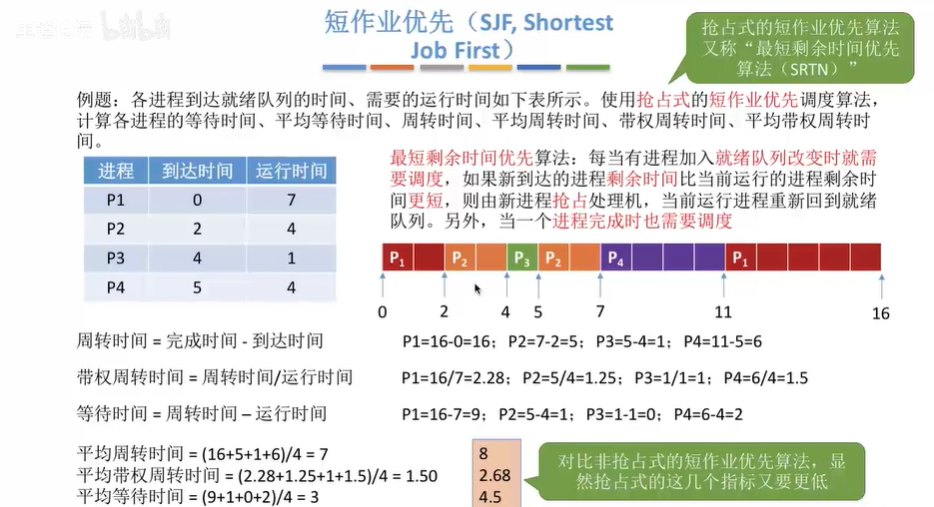 短作业优先（SJF, Shortest
Job First）
抢占式的短作业优先算法
又称“最短剩余时间优先
算法（SRTN）”
例题：各进程到达就绪队列的时间、需要的运行时间如下表所示。使用抢占式的短作业优先调度算法，
计算各进程的等待时间、平均等待时间、周转时间、平均周转时间、带权周转时间、平均带权周转时
间。
进程 到达时间 运行时间
P1 0 7
P2 2 4
P3 4 1
P4 5 4
最短剩余时间优先算法：每当有进程加入就绪队列改变时就需
要调度，如果新到达的进程剩余时间比当前运行的进程剩余时
间更短，则由新进程抢占处理机，当前运行进程重新回到就绪
队列。另外，当一个进程完成时也需要调度
P1 P2 P3 P2 P4 P1
0 2 4 5 7 11 16
周转时间 = 完成时间 - 到达时间 P1=16-0=16；P2=7-2=5；P3=5-4=1；P4=11-5=6
带权周转时间 = 周转时间/运行时间 P1=16/7=2.28；P2=5/4=1.25；P3=1/1=1；P4=6/4=1.5
等待时间 = 周转时间 – 运行时间 P1=16-7=9；P2=5-4=1；P3=1-1=0；P4=6-4=2
平均周转时间 = (16+5+1+6)/4 = 7 8
平均带权周转时间 = (2.28+1.25+1+1.5)/4 = 1.50 2.68
平均等待时间 = (9+1+0+2)/4 = 3 4.5
对比非抢占式的短作业优先算法，显
然抢占式的这几个指标又要更低
bilibili